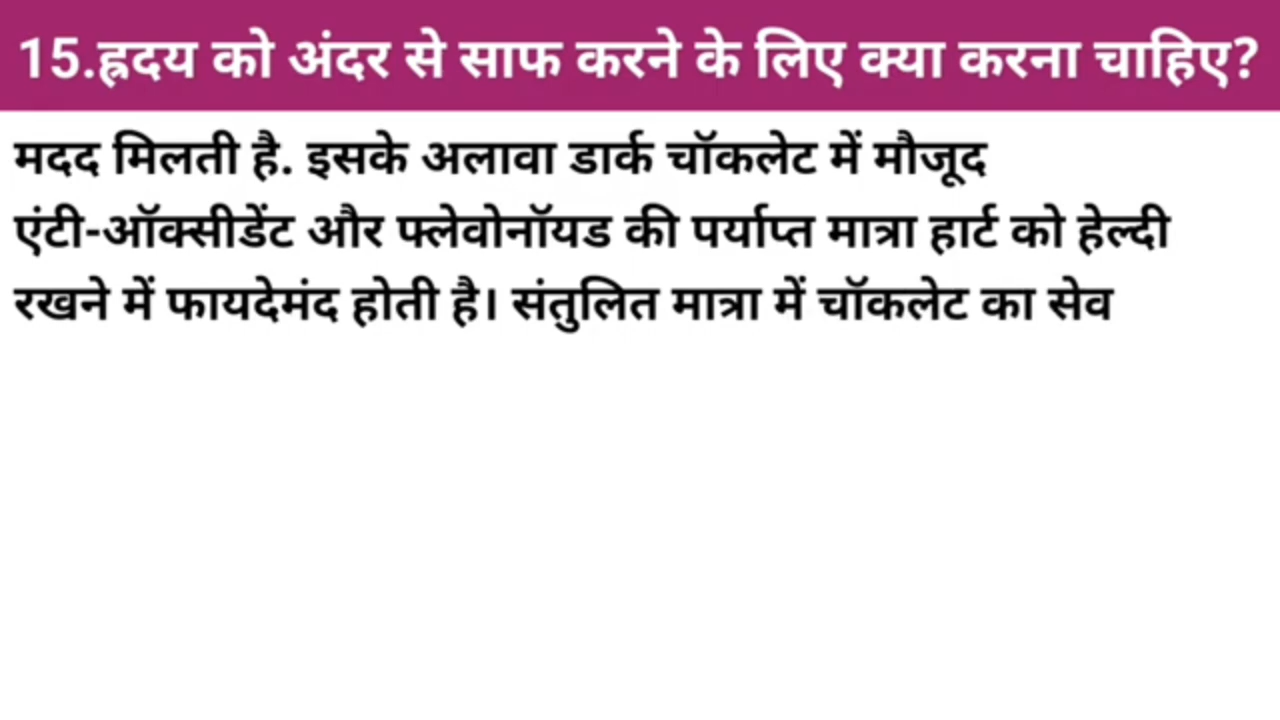 15.ह्रदय को अंदर से साफ करने के लिए क्या करना चाहिए?
मदद मिलती है. इसके अलावा डार्क चॉकलेट में मौजूद
एंटी-ऑक्सीडेंट और फ्लेवोनॉयड की पर्याप्त मात्रा हार्ट को हेल्दी
रखने में फायदेमंद होती है। संतुलित मात्रा में चॉकलेट का सेव